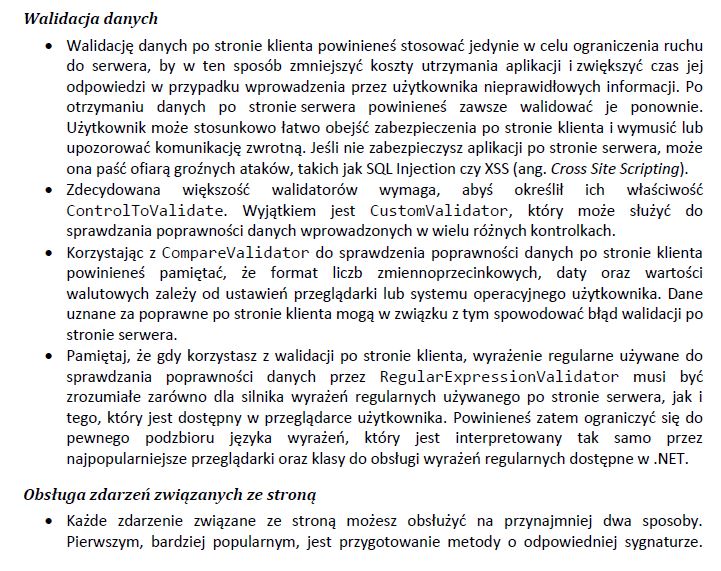 Walidacja danych
• Walidację danych po stronie klienta powinieneś stosować jedynie w celu ograniczenia ruchu
do serwera, by w ten sposób zmniejszyć koszty utrzymania aplikacji i zwiększyć czas jej
odpowiedzi w przypadku wprowadzenia przez użytkownika nieprawidłowych informacji. Po
otrzymaniu danych po stronie serwera powinieneś zawsze walidować je ponownie.
Użytkownik może stosunkowo łatwo obejść zabezpieczenia po stronie klienta i wymusić lub
upozorować komunikację zwrotną. Jeśli nie zabezpieczysz aplikacji po stronie serwera, może
ona paść ofiarą groźnych ataków, takich jak SQL Injection czy XSS (ang. Cross Site Scripting).
• Zdecydowana większość walidatorów wymaga, abyś określił ich właściwość
ControlToValidate. Wyjątkiem jest CustomValidator, który może służyć do
sprawdzania poprawności danych wprowadzonych w wielu różnych kontrolkach.
• Korzystając z CompareValidator do sprawdzenia poprawności danych po stronie klienta
powinieneś pamiętać, że format liczb zmiennoprzecinkowych, daty oraz wartości
walutowych zależy od ustawień przeglądarki lub systemu operacyjnego użytkownika. Dane
uznane za poprawne po stronie klienta mogą w związku z tym spowodować błąd walidacji po
stronie serwera.
• Pamiętaj, że gdy korzystasz z walidacji po stronie klienta, wyrażenie regularne używane do
sprawdzania poprawności danych przez RegularExpressionValidator musi być
zrozumiałe zarówno dla silnika wyrażeń regularnych używanego po stronie serwera, jak i
tego, który jest dostępny w przeglądarce użytkownika. Powinieneś zatem ograniczyć się do
pewnego podzbioru języka wyrażeń, który jest interpretowany tak samo przez
najpopularniejsze przeglądarki oraz klasy do obsługi wyrażeń regularnych dostępne w .NET.
Obsługa zdarzeń związanych ze stroną
• Każde zdarzenie związane ze stroną możesz obsłużyć na przynajmniej dwa sposoby.
Pierwszym, bardziej popularnym, jest przygotowanie metody o odpowiedniej sygnaturze.